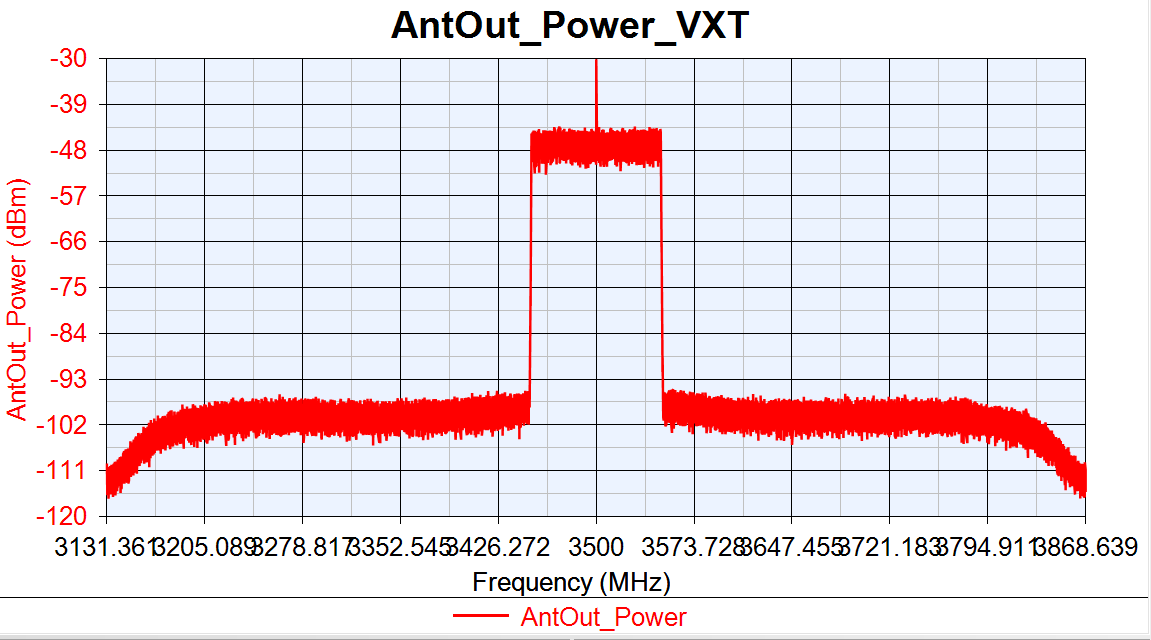 AntOut_Power_VXT
-30
-39
-48
-57
-66
-75
-84
-93
-102
-111
-120
AntOut_Power (dBm)
3131.361 3205.089 3278.817 3352.545 3426.272 3500 3573.728 3647.455 3721.183 3794.911 3868.639
Frequency (MHz)
AntOut_Power